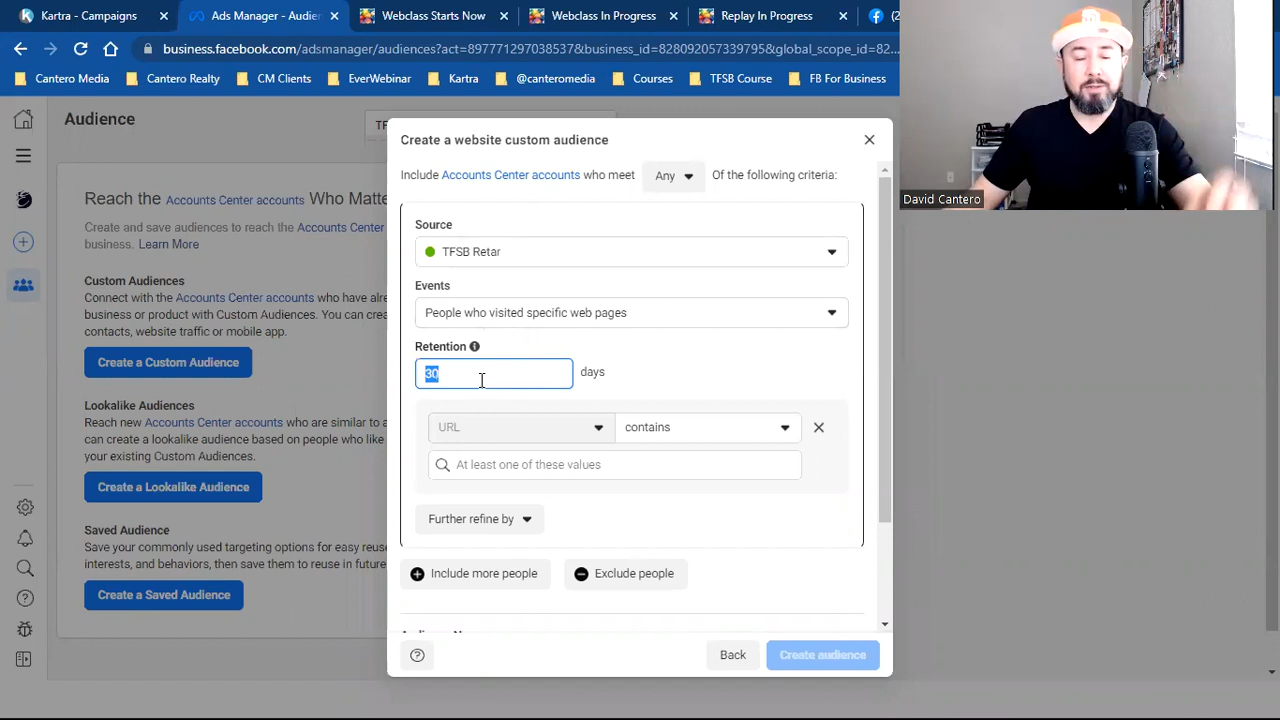 Kartra - Campaigns
Ads Manager - Audien
Webclass Starts Now
Webclass In Progress
Replay In Progress
(2
business.facebook.com/adsmanager/audiences?act=897771297038537&business_id=828092057339795&global_scope_id=82...
Cantero Media
Cantero Realty
CM Clients
EverWebinar
Kartra
@canteromedia
Courses
TFSB Course
FB For Business
David Cantero
Audience
Reach the Accounts Center accounts Who Matte
Create and save audiences to reach the Accounts Center
business. Learn More
Custom Audiences
Connect with the Accounts Center accounts who have alre
business or product with Custom Audiences. You can crea
contacts, website traffic or mobile app.
Create a Custom Audience
Lookalike Audiences
Reach new Accounts Center accounts who are similar to a
can create a lookalike audience based on people who like
your existing Custom Audiences.
Create a Lookalike Audience
Saved Audience
Save your commonly used targeting options for easy reuse
interests, and behaviors, then save them to reuse in future
Create a Saved Audience
Create a website custom audience
Include Accounts Center accounts who meet Any Of the following criteria:
Source
TFSB Retar
Events
People who visited specific web pages
Retention
30 days
URL contains
At least one of these values
Further refine by
Include more people
Exclude people
Back
Create audience